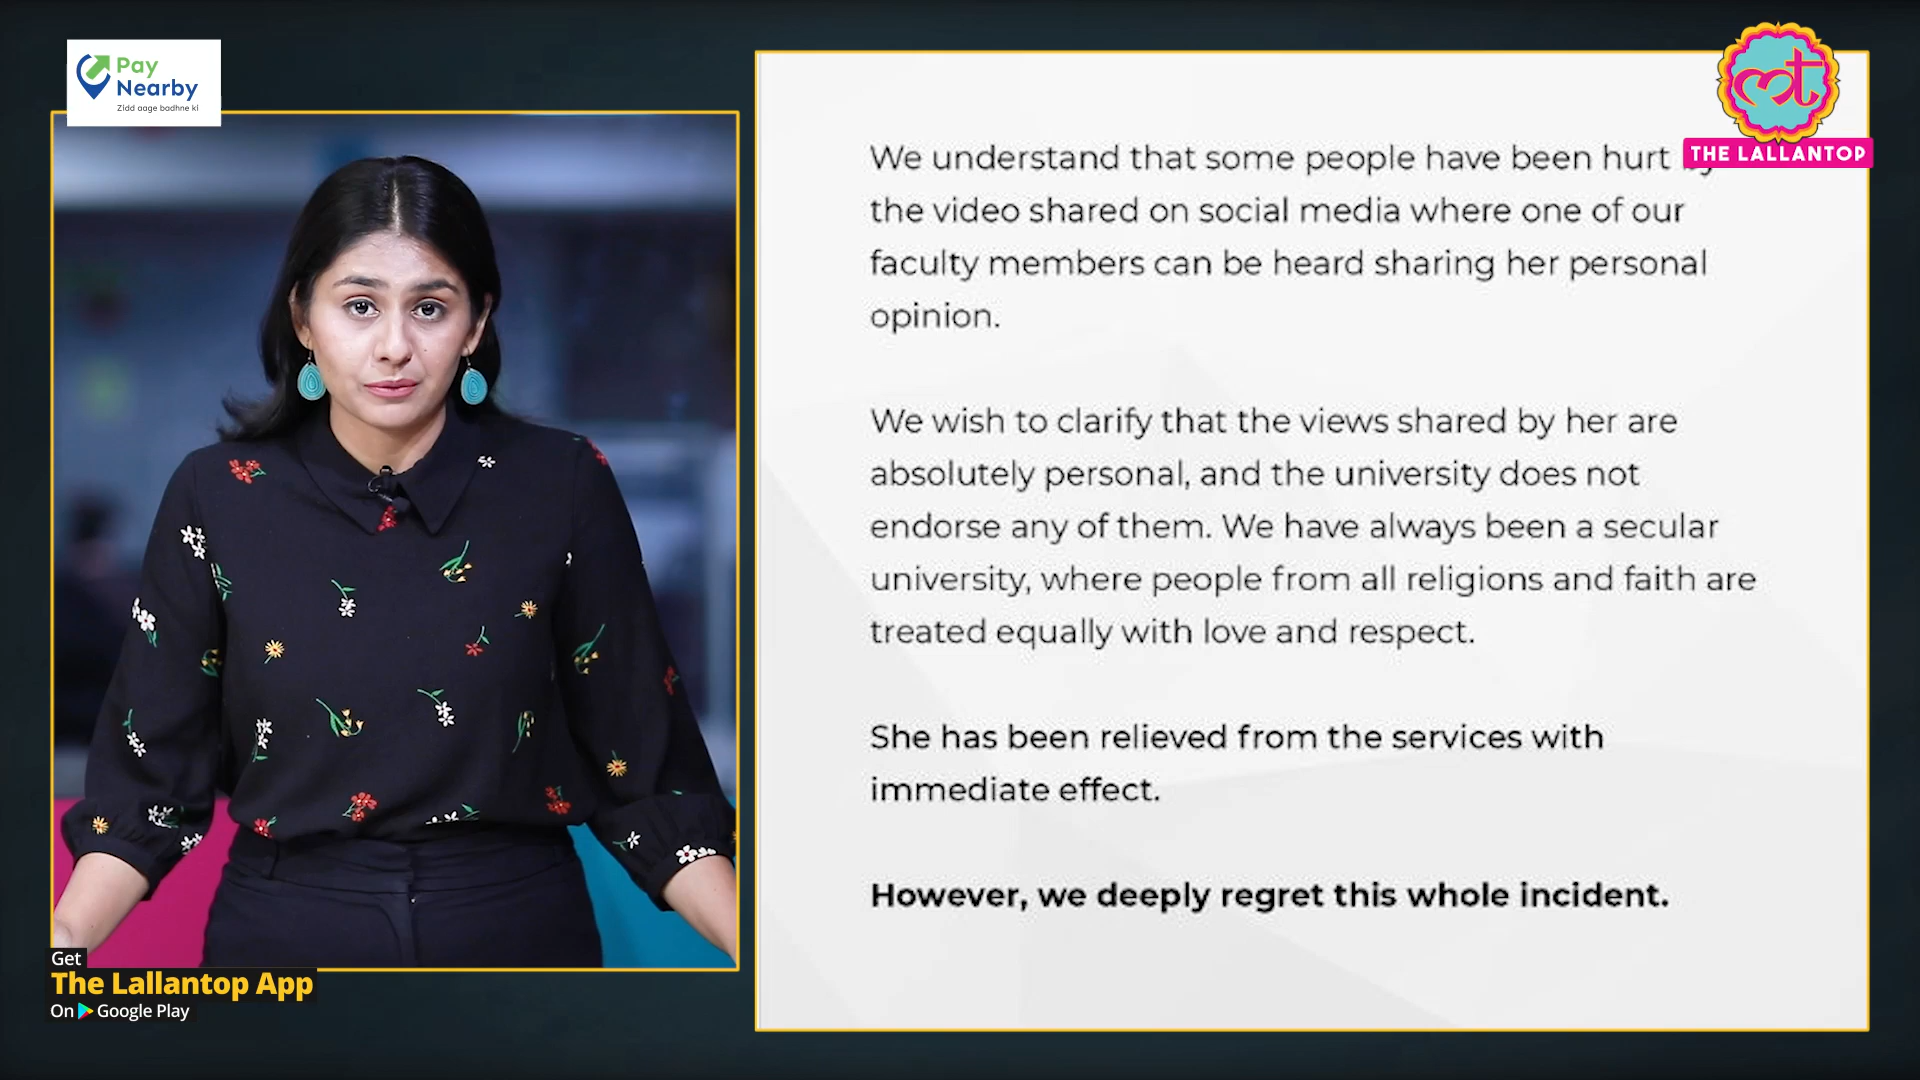 Pay
Nearby
Zidd aage badhne ki
THE LALLANTOP
We understand that some people have been hurt
the video shared on social media where one of our
faculty members can be heard sharing her personal
opinion.
We wish to clarify that the views shared by her are
absolutely personal, and the university does not
endorse any of them. We have always been a secular
university, where people from all religions and faith are
treated equally with love and respect.
She has been relieved from the services with
immediate effect.
However, we deeply regret this whole incident.
Get
The Lallantop App
On Google Play